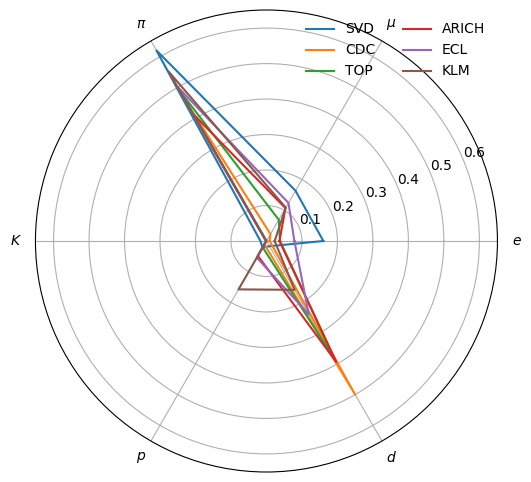 π
μ
SVD ARICH
CDC ECL
TOP KLM
0.6
0.5
0.4
0.3
0.2
0.1
K
e
p
d